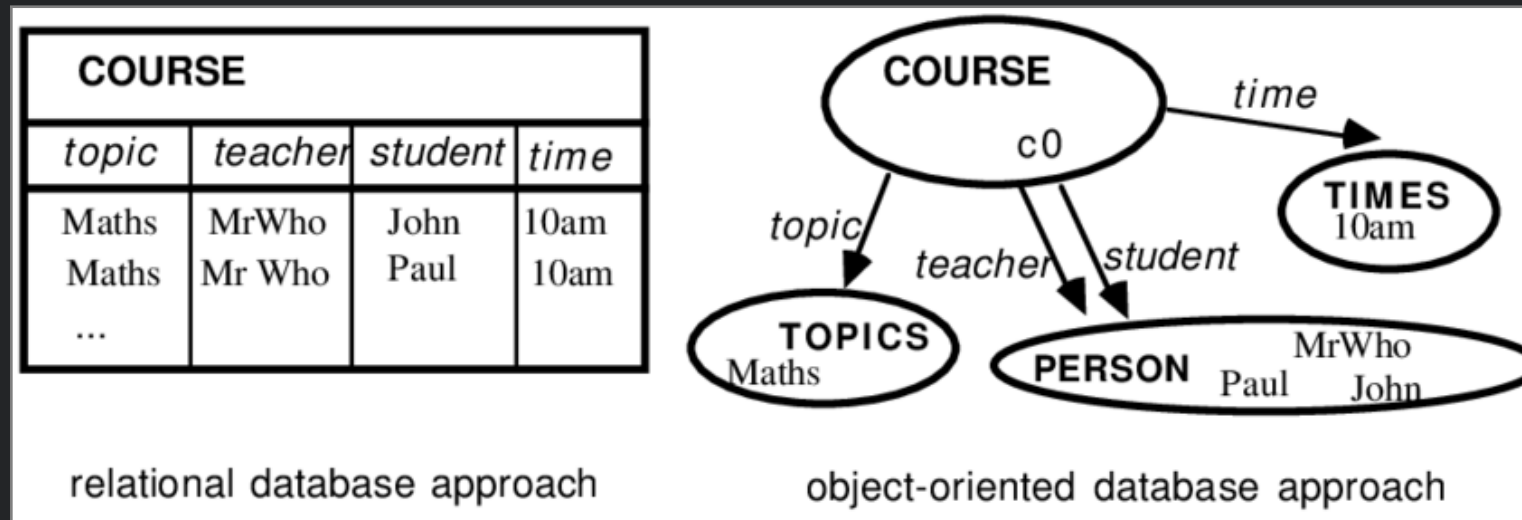 COURSE
topic teacher student time
Maths MrWho John 10am
Maths Mr Who Paul 10am
...
relational database approach
COURSE
c0
time
TIMES
10am
topic
teacher
student
TOPICS
Maths
PERSON
MrWho
Paul
John
object-oriented database approach